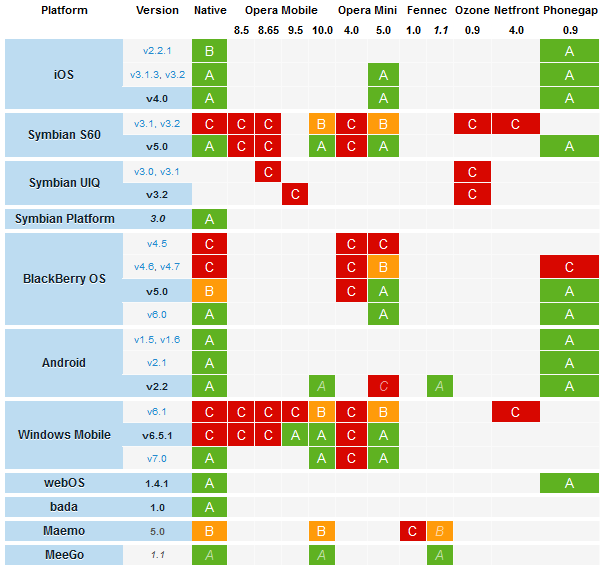 Platform Version Native Opera Mobile Opera Mini Fennec Ozone Netfront Phonegap
8.5 8.65 9.5 10.0 4.0 5.0 1.0 1.1 0.9 4.0 0.9
iOS
v2.2.1 B A
v3.1.3, v3.2 A A A
v4.0 A A A
Symbian S60
v3.1, v3.2 C C C B C B C C
v5.0 A C C A C A A
Symbian UIQ
v3.0, v3.1 C C
v3.2 C C
Symbian Platform 3.0 A
BlackBerry OS
v4.5 C C C
v4.6, v4.7 C C B C
v5.0 B C A A
v6.0 A A A
Android
v1.5, v1.6 A A
v2.1 A A
v2.2 A A C A A
Windows Mobile
v6.1 C C C C B C B C
v6.5.1 C C C A A C A
v7.0 A A C A
webOS 1.4.1 A A
bada 1.0 A
Maemo 5.0 B B C B
MeeGo 1.1 A A A